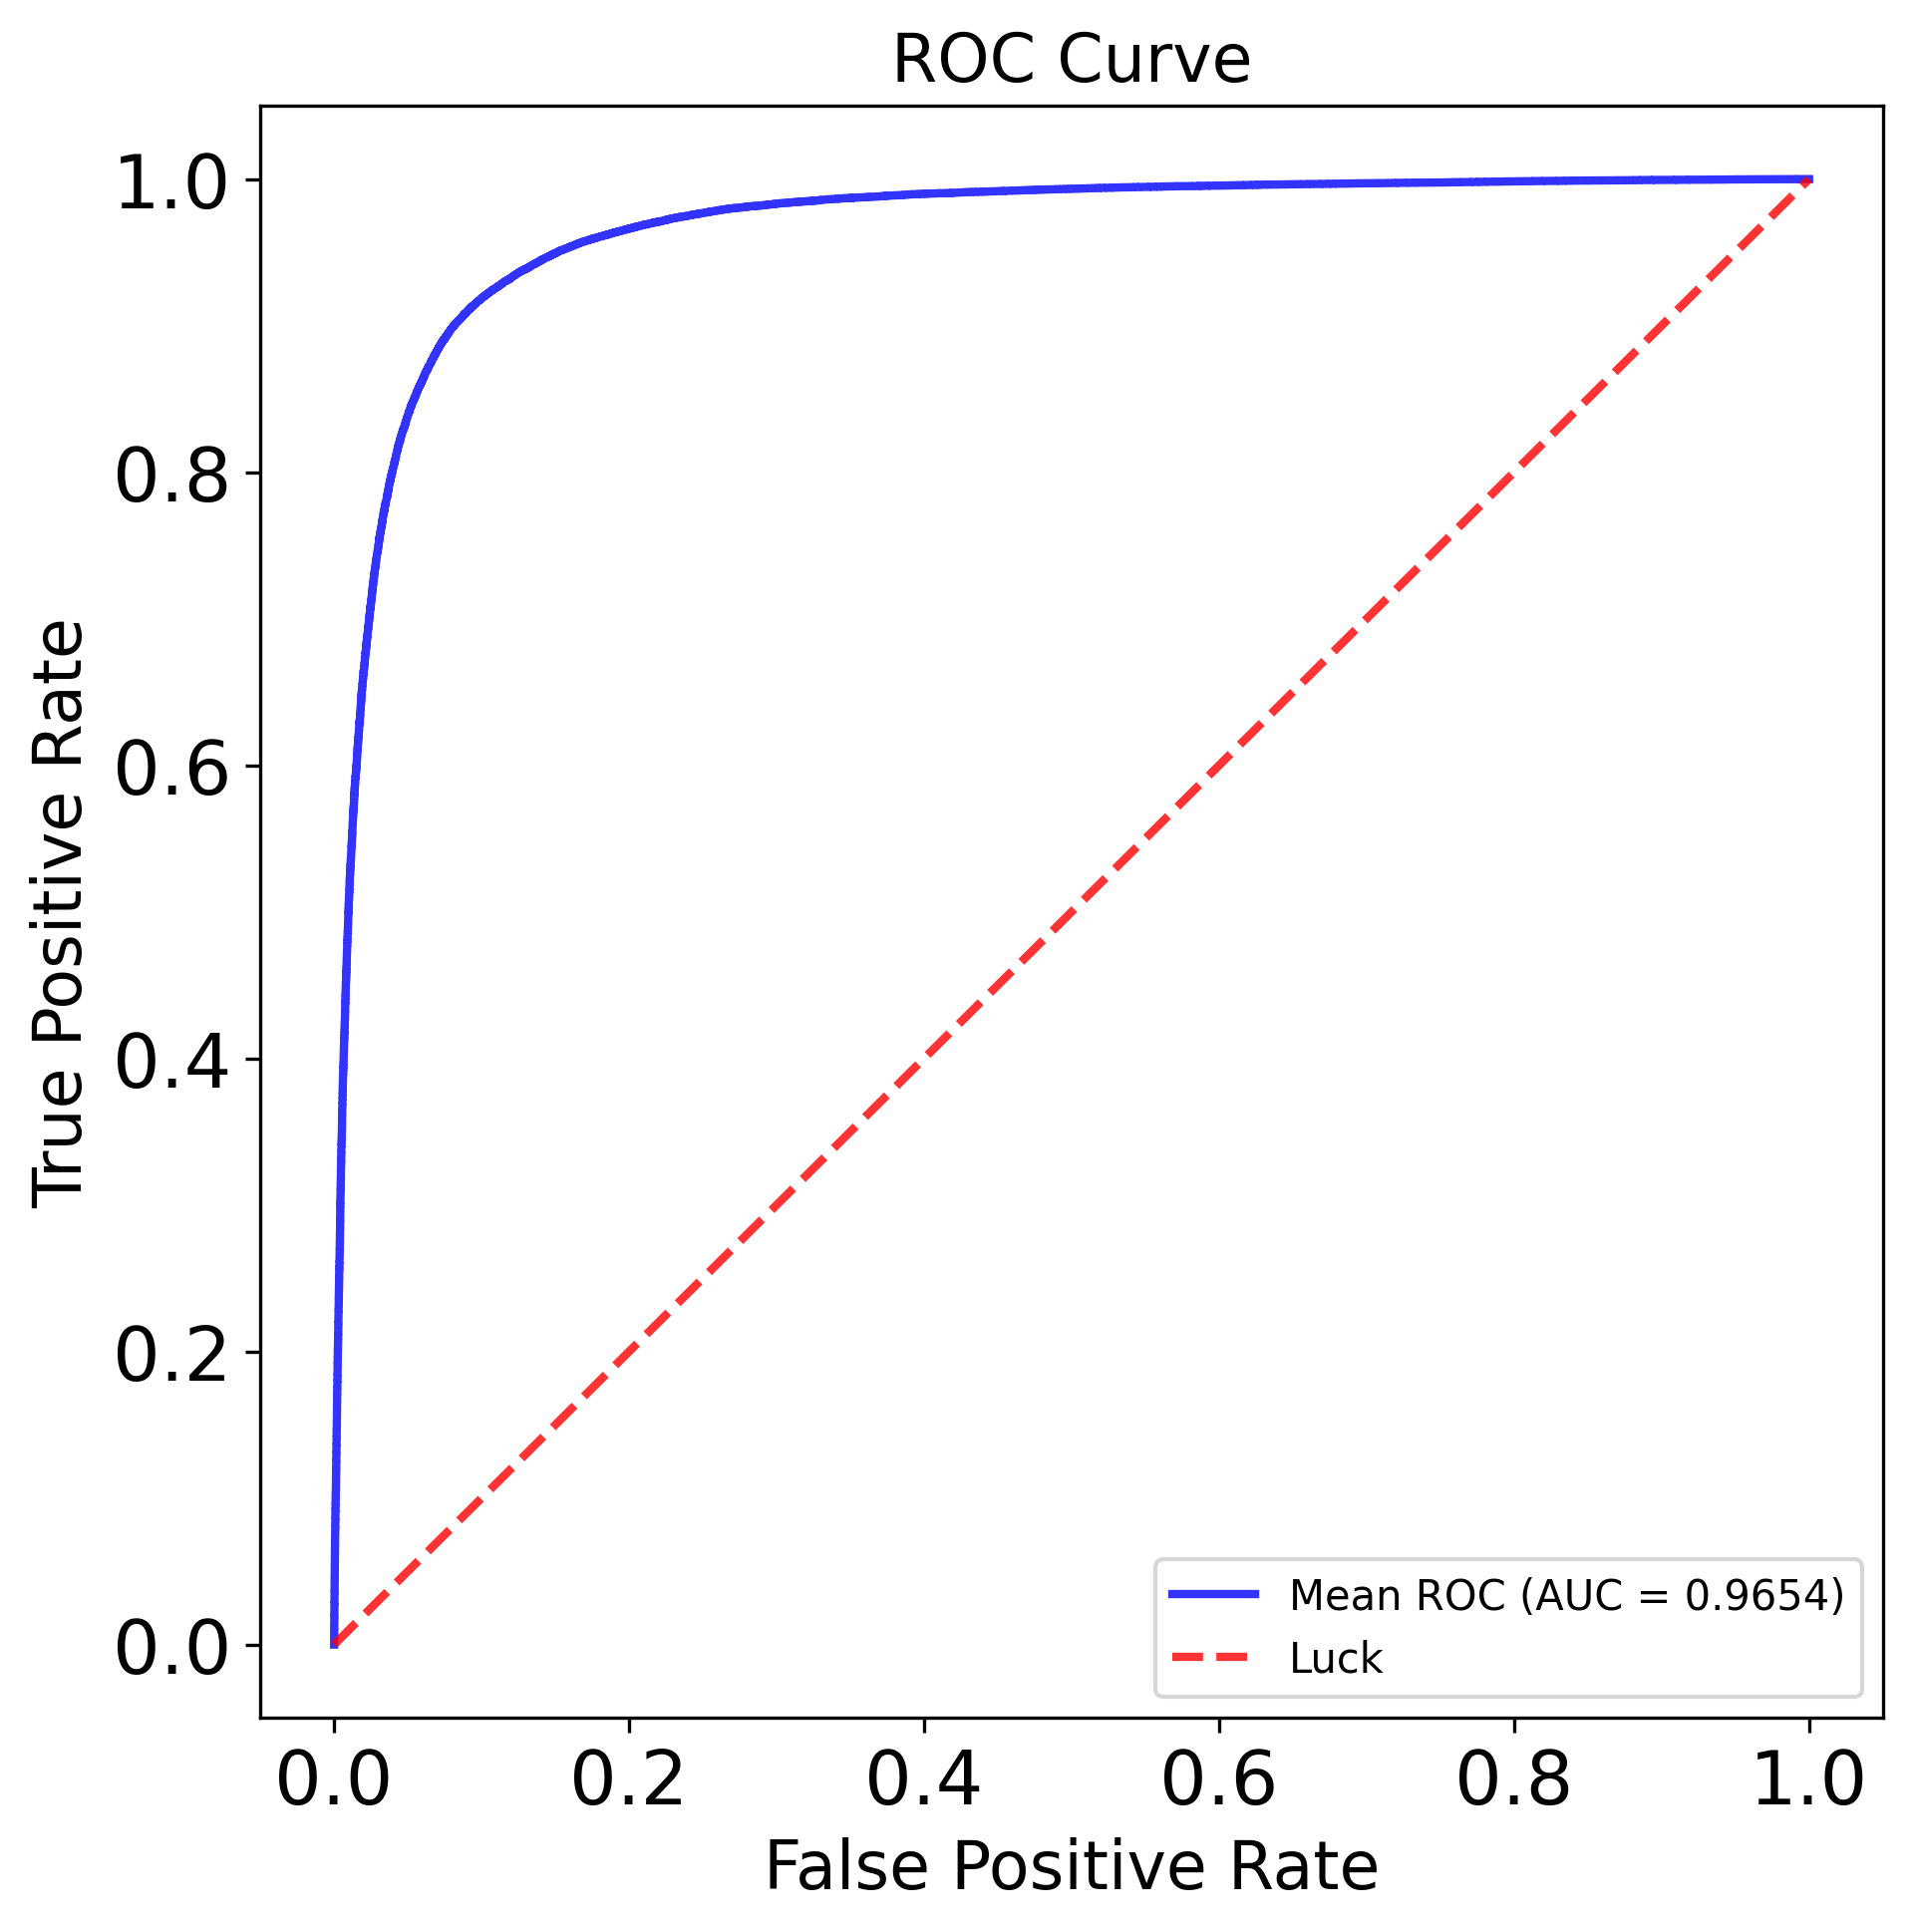 ROC Curve
1.0
0.8
0.6
0.4
0.2
0.0
True Positive Rate
Mean ROC (AUC = 0.9654)
Luck
0.0 0.2 0.4 0.6 0.8 1.0
False Positive Rate